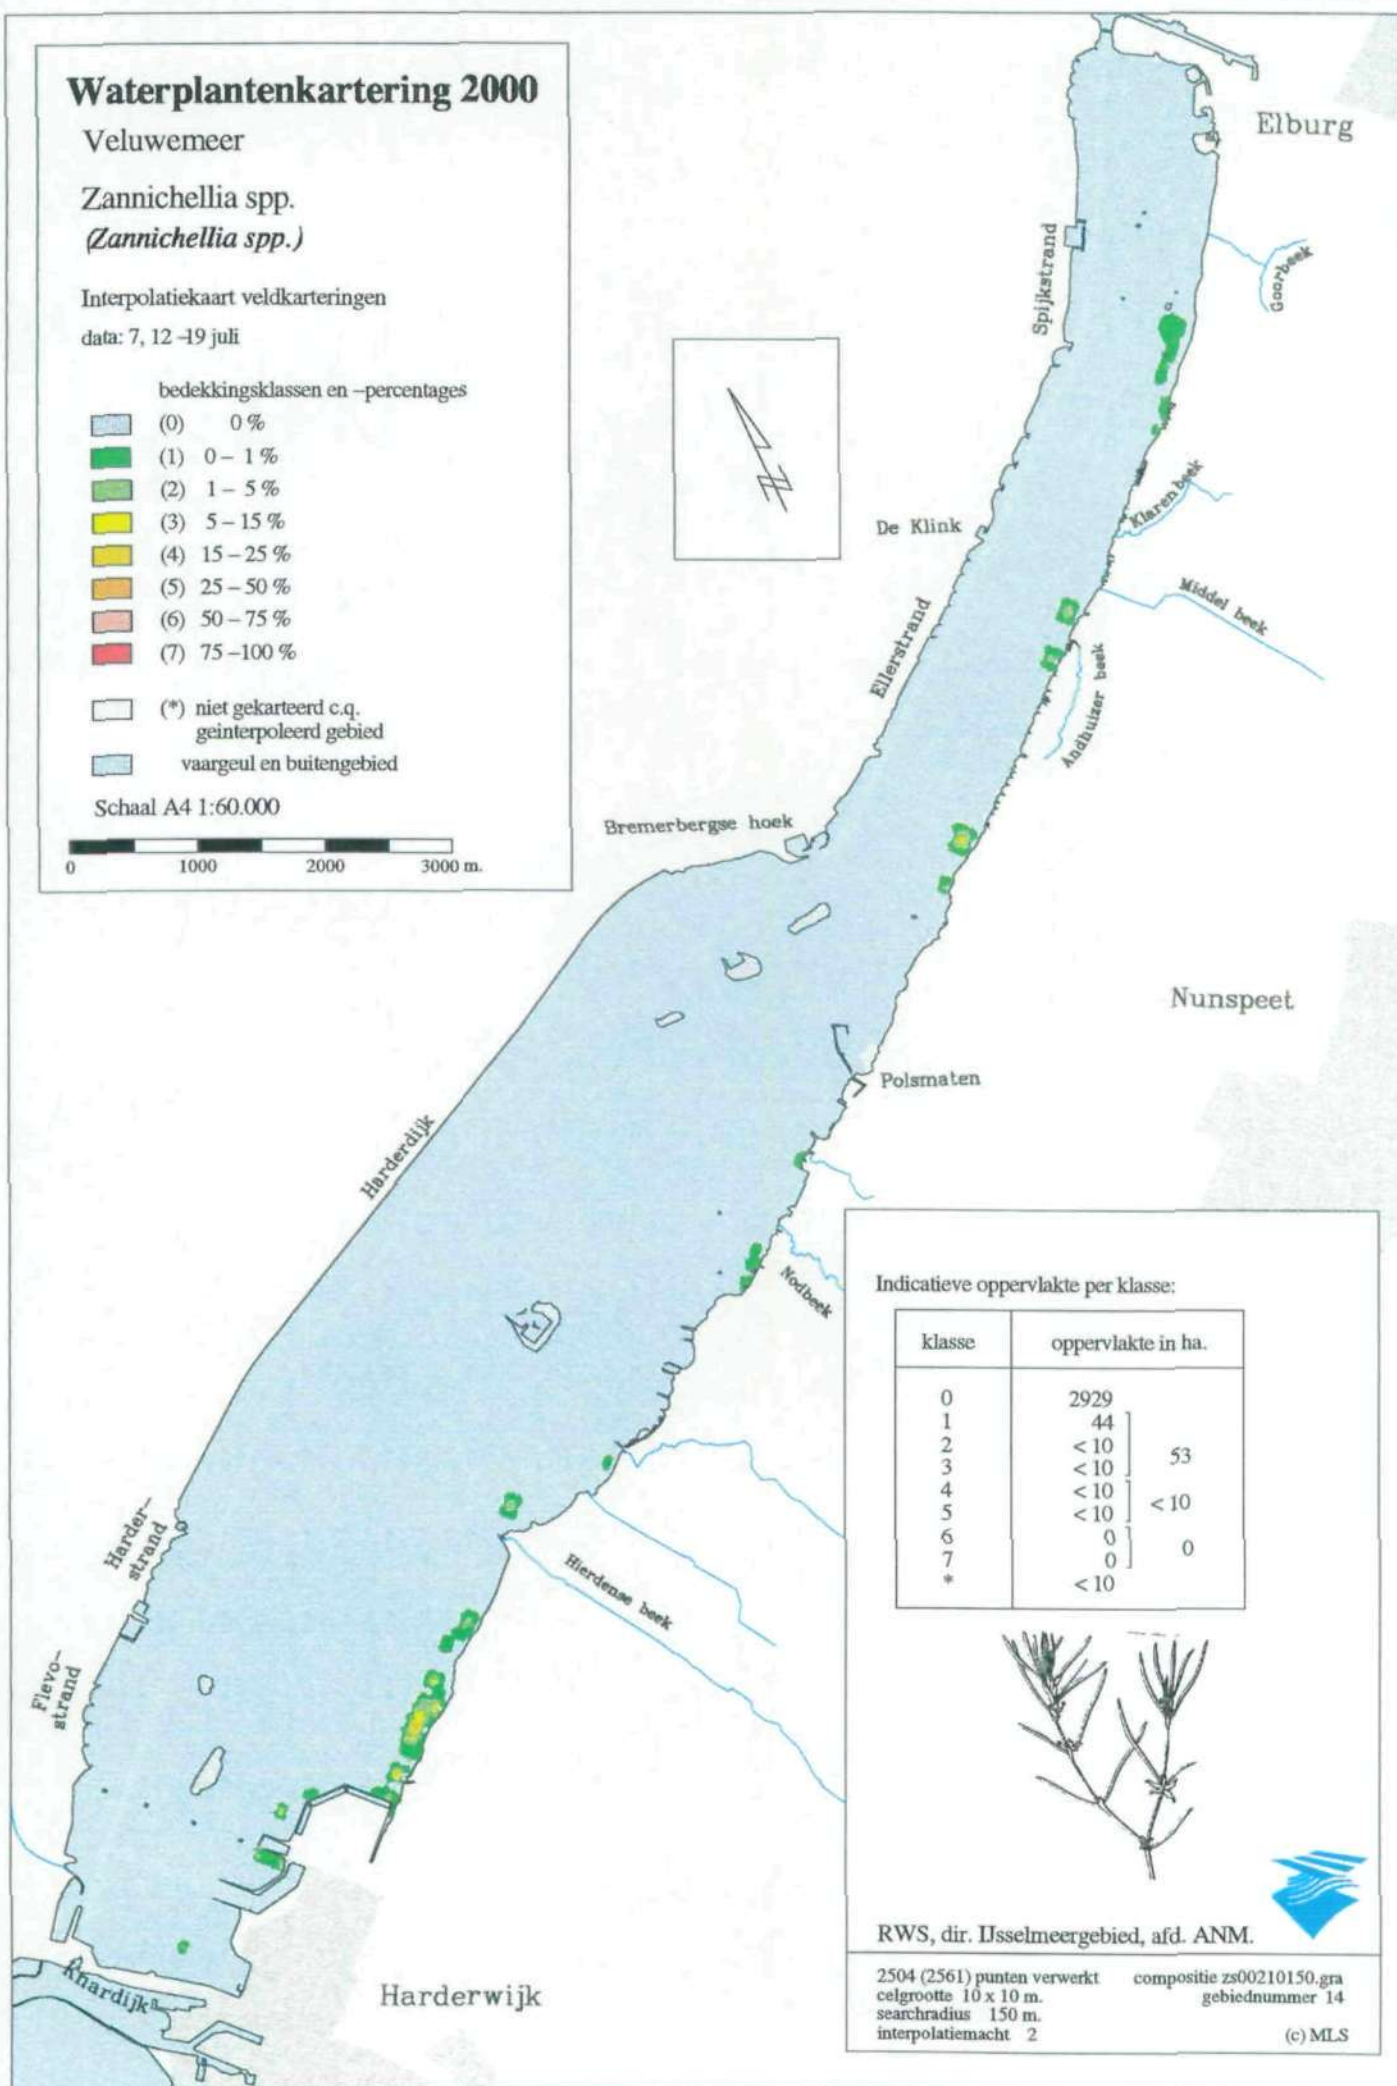 Waterplantenkartering 2000
Veluwemeer
Zannichellia spp.
(Zannichellia spp.)
Interpolatiekaart veldkarteringen
data: 7, 12 –19 juli
bedekkingsklassen en –percentages
(0) 0 %
(1) 0 – 1 %
(2) 1 – 5 %
(3) 5 – 15 %
(4) 15 – 25 %
(5) 25 – 50 %
(6) 50 – 75 %
(7) 75 –100 %
(*) niet gekarteerd c.q.
geinterpoleerd gebied
vaargeul en buitengebied
Schaal A4 1:60.000
0 1000 2000 3000 m.
Elburg
Goorbeek
Spijkstrand
Klarenbeek
De Klink
Middel beek
Ellerstrand
Andhuizer beek
Bremerbergse hoek
Nunspeet
Polsmaten
Harderdijk
Nodbeek
Harder–
strand
Hierdense beek
Flevo–
strand
Knardijk
Harderwijk
Indicatieve oppervlakte per klasse:
klasse oppervlakte in ha.
0 2929
1 44
2 < 10 53
3 < 10
4 < 10
5 < 10 < 10
6 0
7 0 0
* < 10
RWS, dir. IJsselmeergebied, afd. ANM.
2504 (2561) punten verwerkt compositie zs00210150.gra
celgrootte 10 x 10 m. gebiednummer 14
searchradius 150 m.
interpolatiemacht 2 (c) MLS